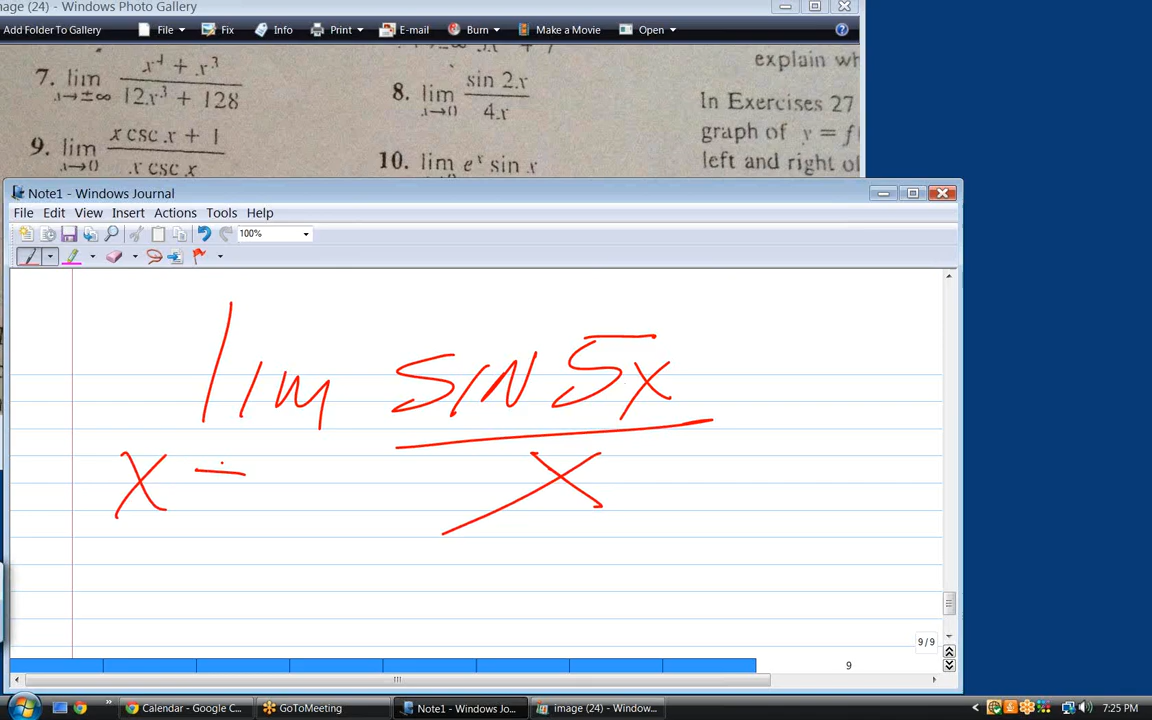 mage (24) - Windows Photo Gallery
Add Folder To Gallery File Fix Info Print E-mail Burn Make a Movie Open
explain wh
7. lim x→±∞ x⁴ + x³ / 12x³ + 128
8. lim x→0 sin 2x / 4x
In Exercises 27
graph of y = f(
left and right of
9. lim x→0 x csc x + 1 / x csc x
10. lim eˣ sin x
Note1 - Windows Journal
File Edit View Insert Actions Tools Help
100%
lim sin 5x
x - x
9 / 9
9
Calendar - Google C... GoToMeeting Note1 - Windows Jo... image (24) - Window... 7:25 PM